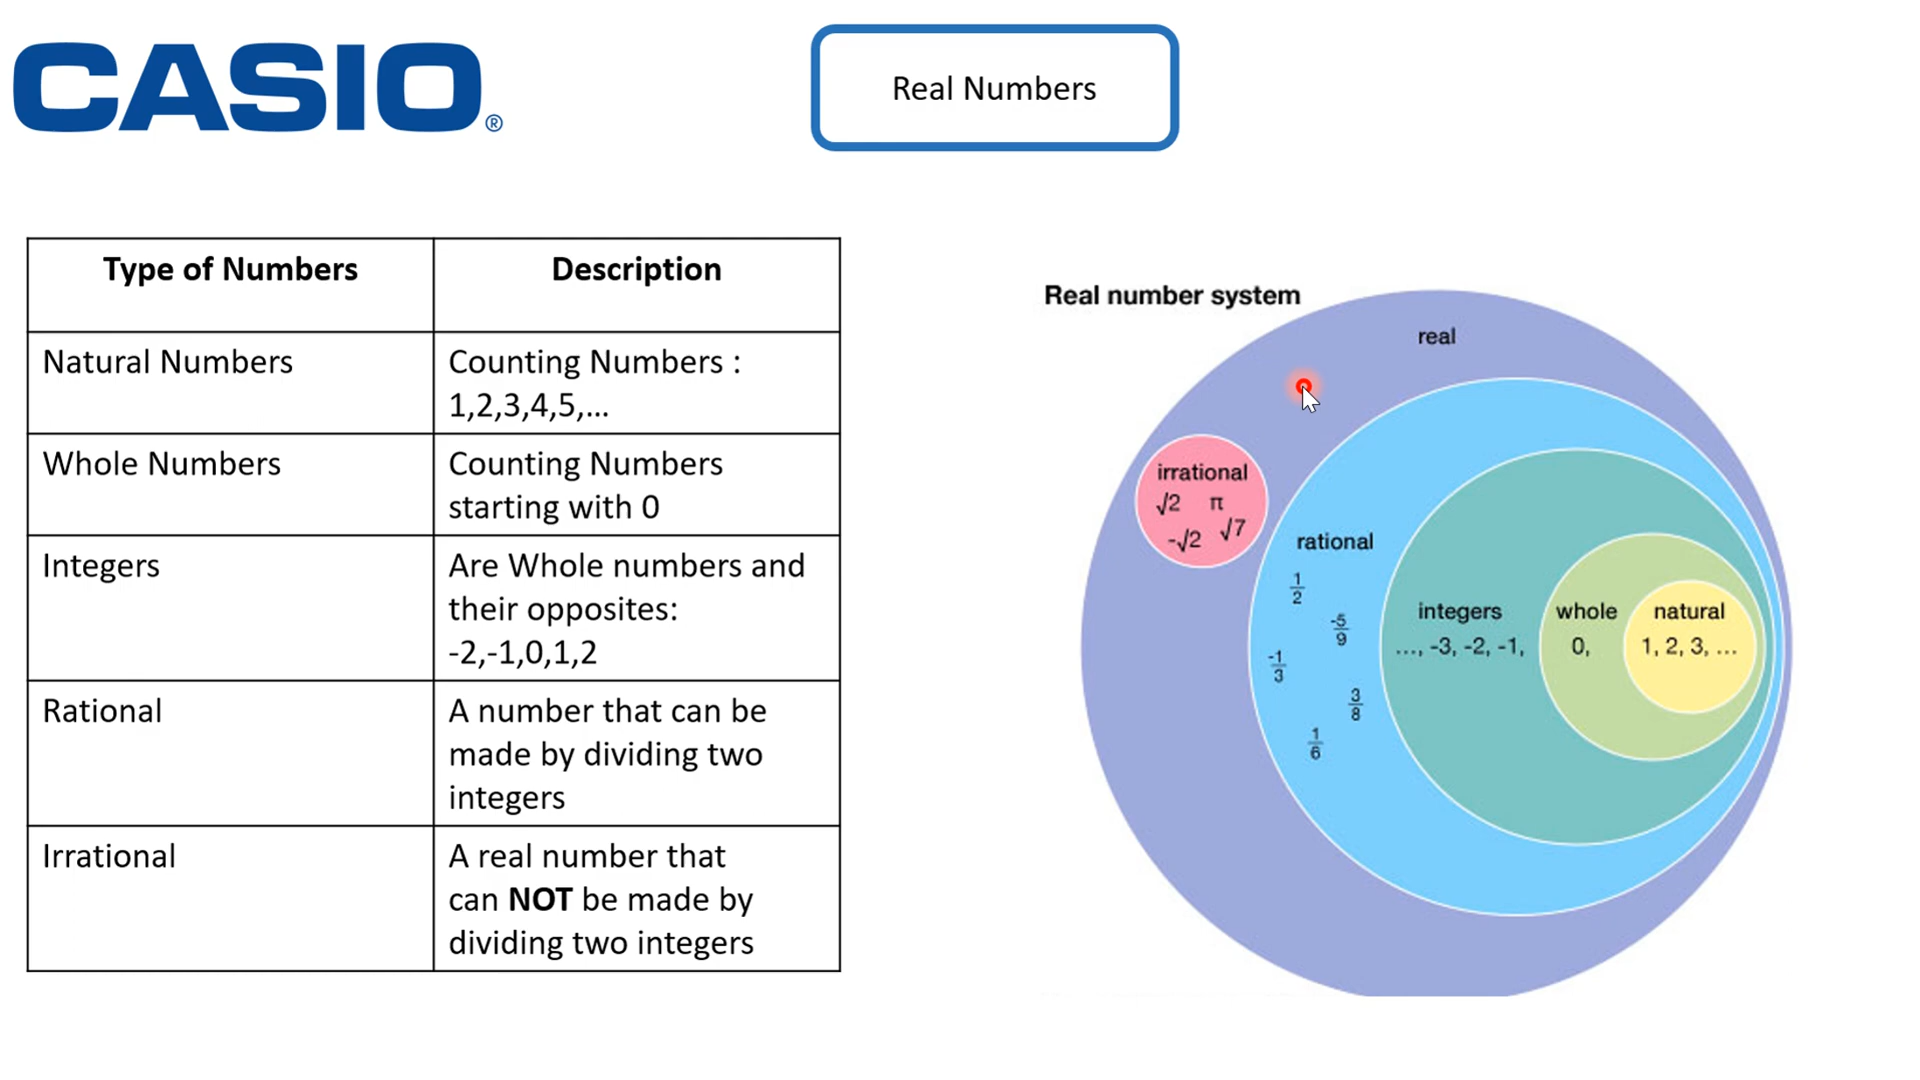 CASIO®
Real Numbers
Type of Numbers
Description
Natural Numbers
Counting Numbers :
1,2,3,4,5,...
Whole Numbers
Counting Numbers
starting with 0
Integers
Are Whole numbers and
their opposites:
-2,-1,0,1,2
Rational
A number that can be
made by dividing two
integers
Irrational
A real number that
can NOT be made by
dividing two integers
Real number system
real
irrational
√2 π
-√2 √7
rational
1/2
-5/9
-1/3
3/8
1/6
integers
..., -3, -2, -1,
whole
0,
natural
1, 2, 3, ...